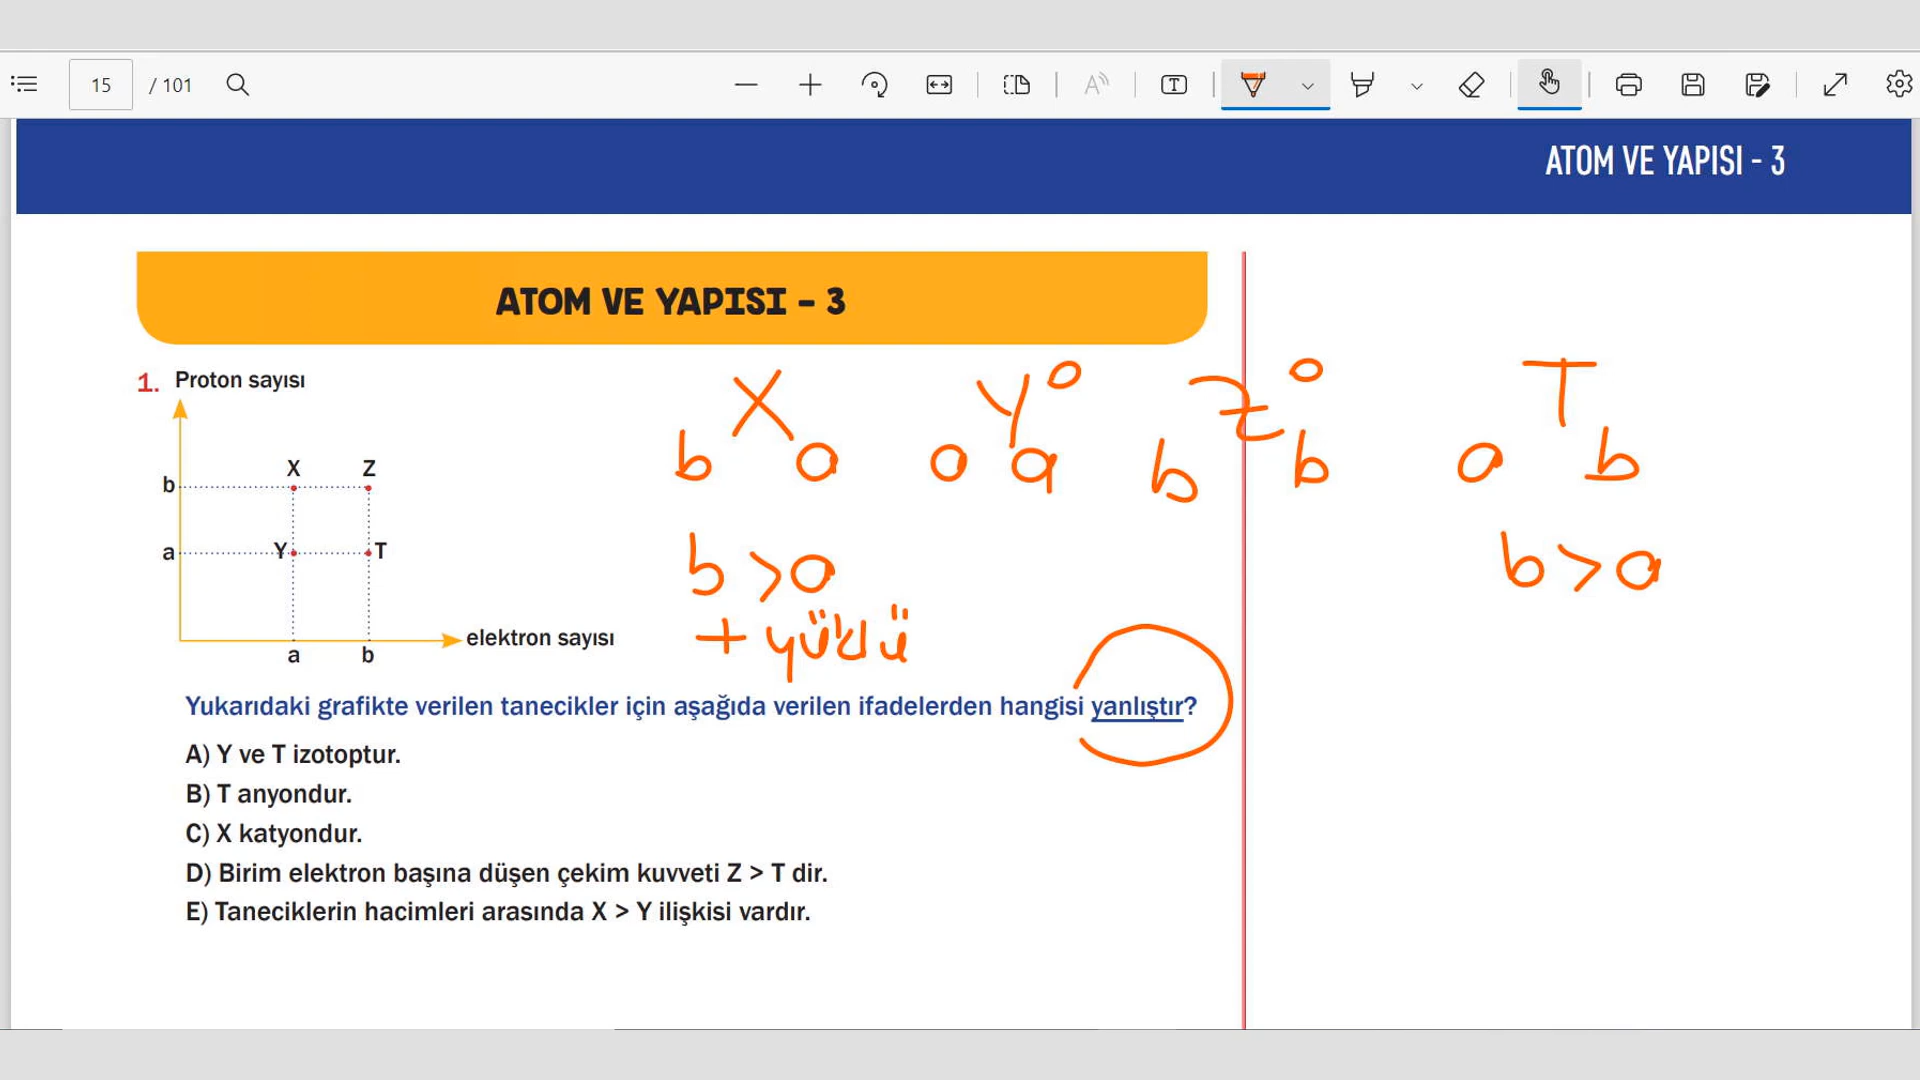 15 / 101
ATOM VE YAPISI - 3
ATOM VE YAPISI - 3
1. Proton sayısı
X Z
b
a Y T
elektron sayısı
a b
X Y o Z o T
b a a a b b a b
b > a b > a
+ yüklü
Yukarıdaki grafikte verilen tanecikler için aşağıda verilen ifadelerden hangisi yanlıştır?
A) Y ve T izotoptur.
B) T anyondur.
C) X katyondur.
D) Birim elektron başına düşen çekim kuvveti Z > T dir.
E) Taneciklerin hacimleri arasında X > Y ilişkisi vardır.